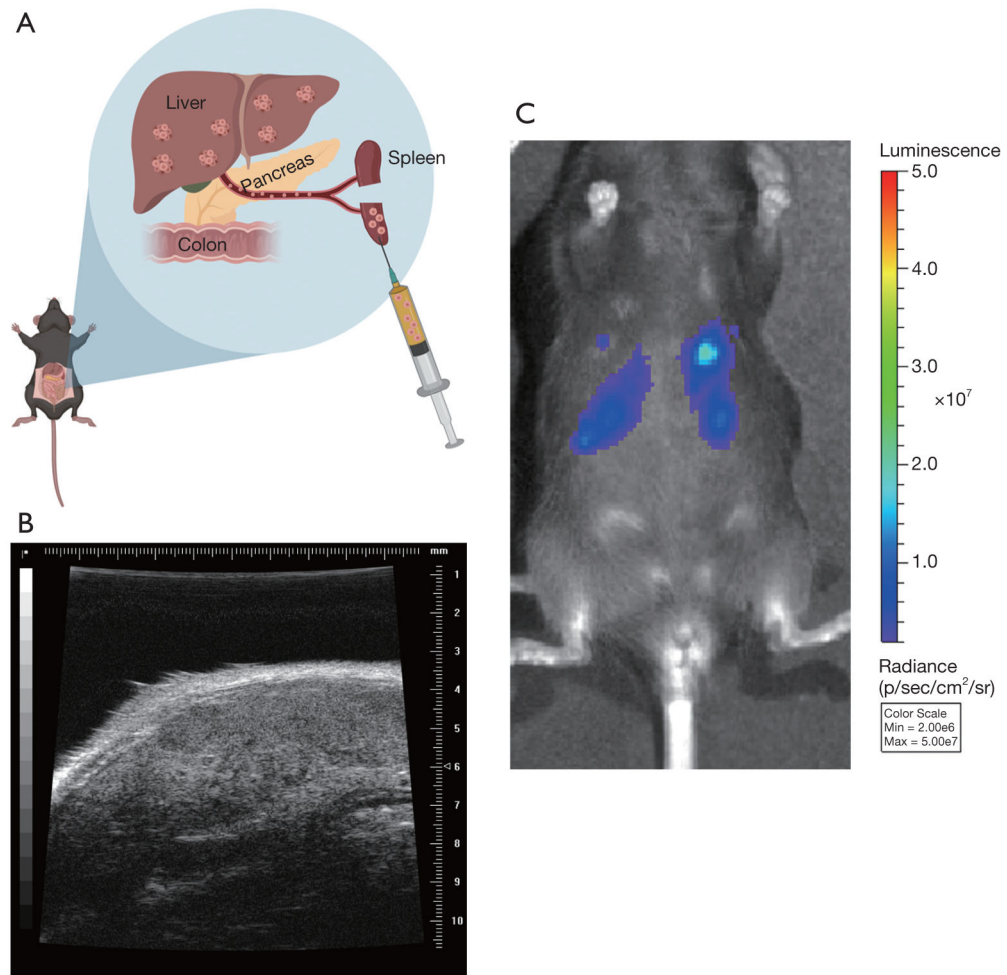 A
Liver
Pancreas
Spleen
Colon
B
mm
1
2
3
4
5
6
7
8
9
10
C
Luminescence
5.0
4.0
3.0
×10⁷
2.0
1.0
Radiance
(p/sec/cm²/sr)
Color Scale
Min = 2.00e6
Max = 5.00e7